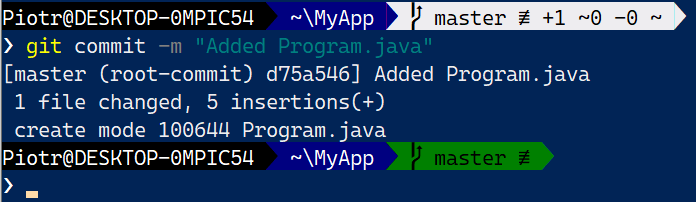 Piotr@DESKTOP-0MPIC54 ~\MyApp master ≢ +1 ~0 -0 ~
❯ git commit -m "Added Program.java"
[master (root-commit) d75a546] Added Program.java
 1 file changed, 5 insertions(+)
 create mode 100644 Program.java
Piotr@DESKTOP-0MPIC54 ~\MyApp master ≢
❯